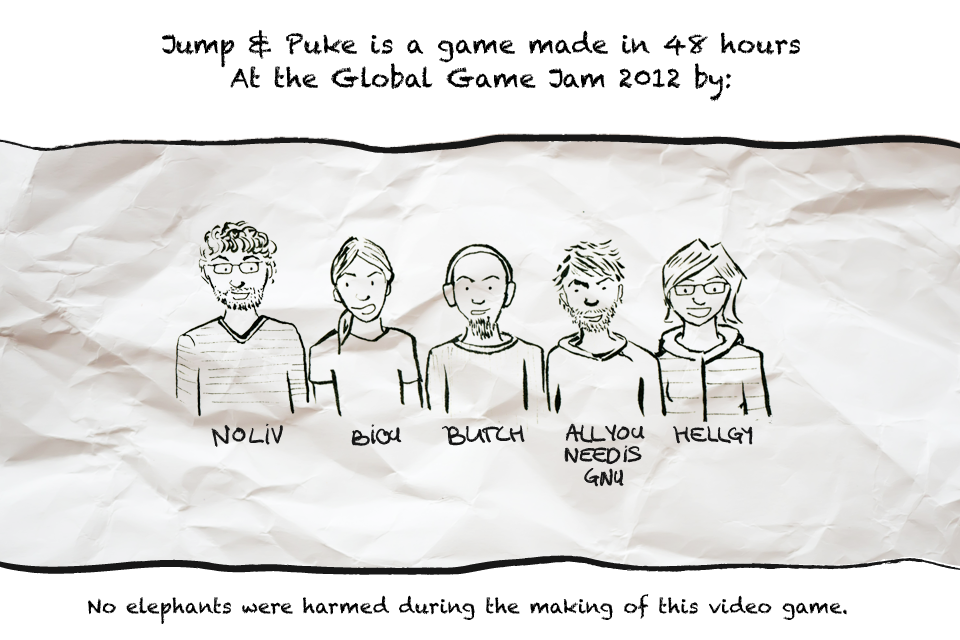 Jump & Puke is a game made in 48 hours
At the Global Game Jam 2012 by:
NOLIV
BiOU
BUTCH
ALLYOU
NEEDiS
GNU
HELLGY
No elephants were harmed during the making of this video game.